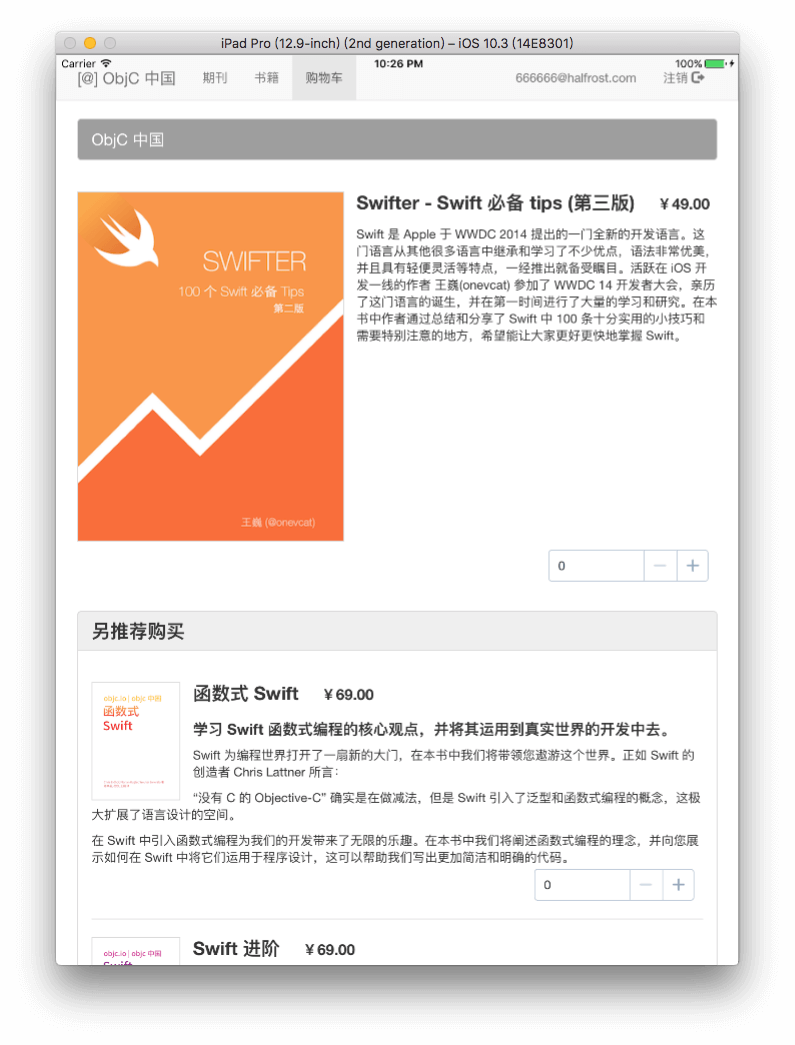 iPad Pro (12.9-inch) (2nd generation) – iOS 10.3 (14E8301)
Carrier 10:26 PM 100%
[@] ObjC 中国 期刊 书籍 购物车 666666@halfrost.com 注销
ObjC 中国
SWIFTER
100 个 Swift 必备 Tips
第二版
王巍 (@onevcat)
Swifter - Swift 必备 tips (第三版) ¥ 49.00
Swift 是 Apple 于 WWDC 2014 提出的一门全新的开发语言。这
门语言从其他很多语言中继承和学习了不少优点，语法非常优美，
并且具有轻便灵活等特点，一经推出就备受瞩目。活跃在 iOS 开
发一线的作者 王巍(onevcat) 参加了 WWDC 14 开发者大会，亲历
了这门语言的诞生，并在第一时间进行了大量的学习和研究。在本
书中作者通过总结和分享了 Swift 中 100 条十分实用的小技巧和
需要特别注意的地方，希望能让大家更好更快地掌握 Swift。
0 − +
另推荐购买
objc.io | objc 中国
函数式
Swift
函数式 Swift ¥ 69.00
学习 Swift 函数式编程的核心观点，并将其运用到真实世界的开发中去。
Swift 为编程世界打开了一扇新的大门，在本书中我们将带领您遨游这个世界。正如 Swift 的
创造者 Chris Lattner 所言：
“没有 C 的 Objective-C” 确实是在做减法，但是 Swift 引入了泛型和函数式编程的概念，这极
大扩展了语言设计的空间。
在 Swift 中引入函数式编程为我们的开发带来了无限的乐趣。在本书中我们将阐述函数式编程的理念，并向您展
示如何在 Swift 中将它们运用于程序设计，这可以帮助我们写出更加简洁和明确的代码。
0 − +
objc.io | objc 中国
Swift
Swift 进阶 ¥ 69.00